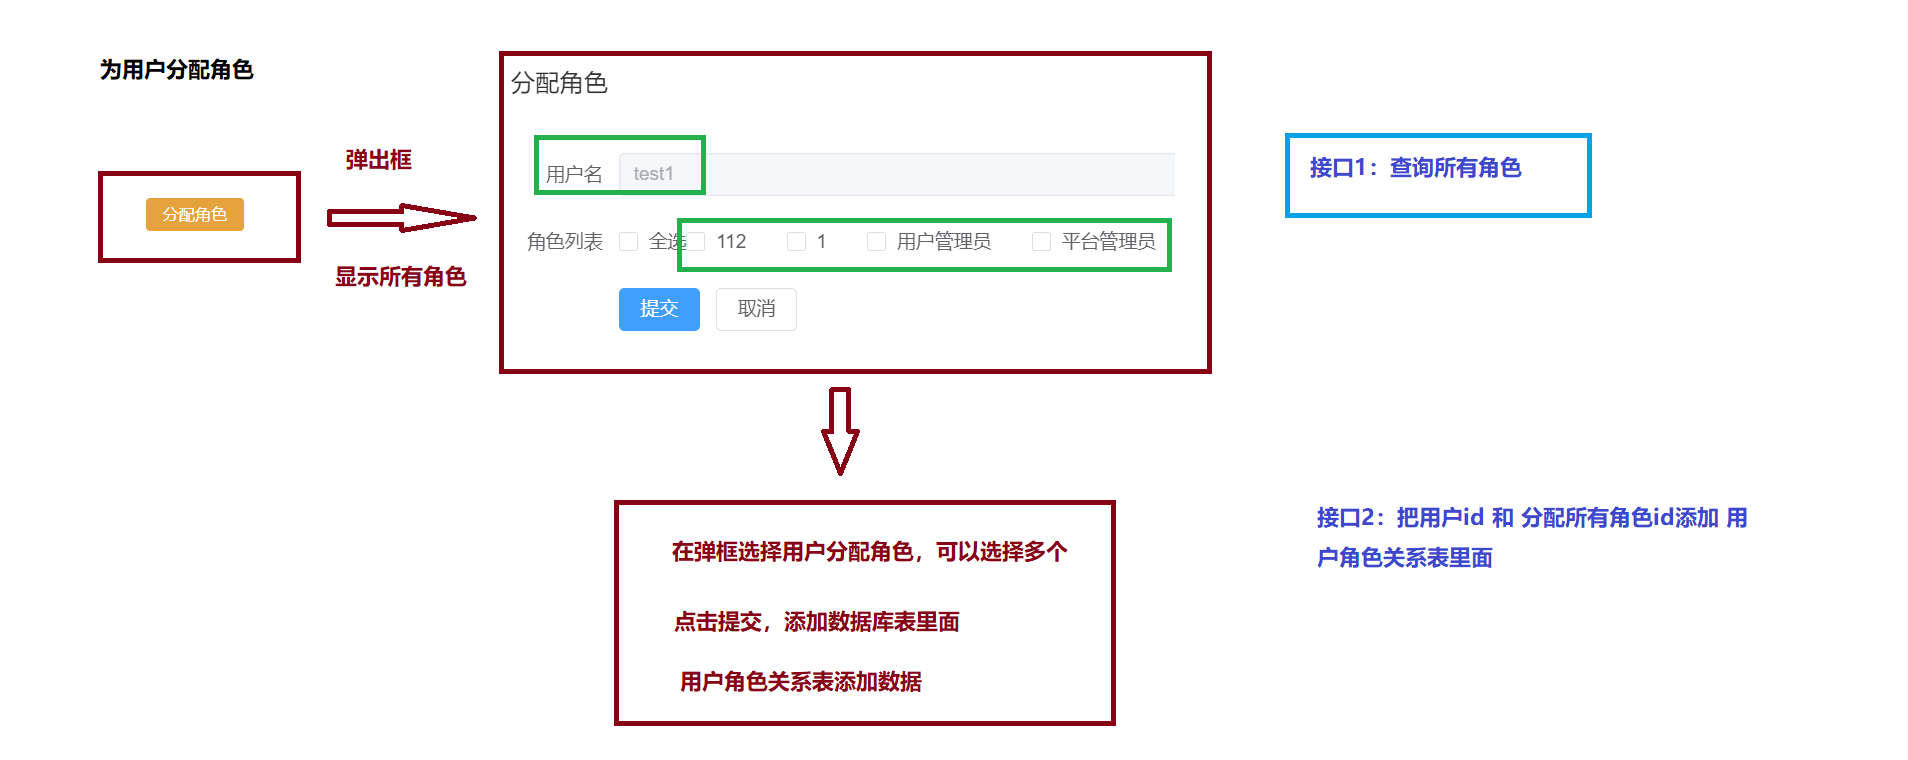 为用户分配角色
分配角色
弹出框
显示所有角色
分配角色
用户名 test1
角色列表 全选 112 1 用户管理员 平台管理员
提交 取消
接口1：查询所有角色
在弹框选择用户分配角色，可以选择多个
点击提交，添加数据库表里面
用户角色关系表添加数据
接口2：把用户id 和 分配所有角色id添加 用
户角色关系表里面